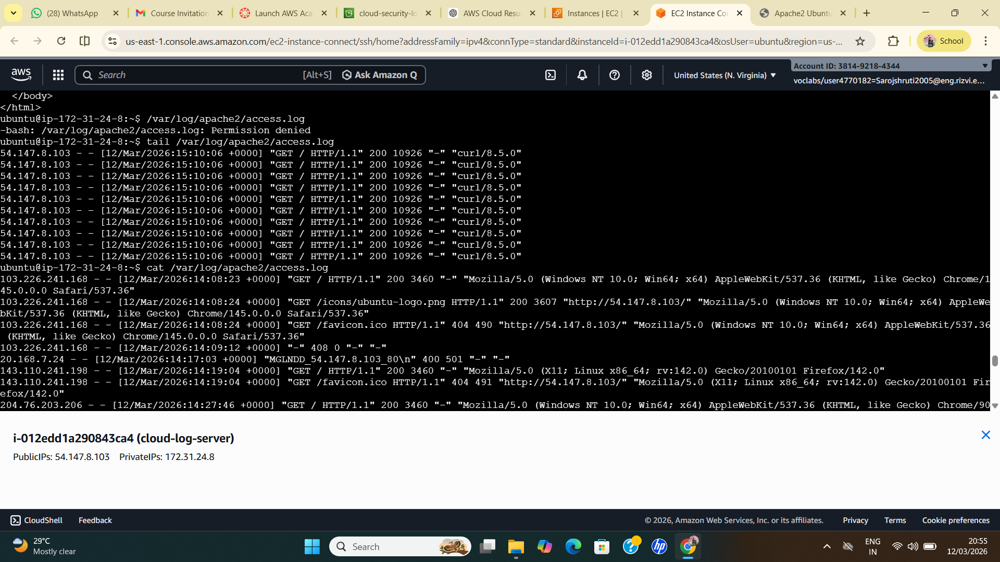 (28) WhatsApp
Course Invitation
Launch AWS Aca
cloud-security-lo
AWS Cloud Resu
Instances | EC2 |
EC2 Instance Con
Apache2 Ubuntu
us-east-1.console.aws.amazon.com/ec2-instance-connect/ssh/home?addressFamily=ipv4&connType=standard&instanceId=i-012edd1a290843ca4&osUser=ubuntu&region=us-...
School
aws
Search
[Alt+S]
Ask Amazon Q
United States (N. Virginia)
Account ID: 3814-9218-4344
voclabs/user4770182=Sarojshruti2005@eng.rizvi.e...
  </body>
</html>
ubuntu@ip-172-31-24-8:~$ /var/log/apache2/access.log
-bash: /var/log/apache2/access.log: Permission denied
ubuntu@ip-172-31-24-8:~$ tail /var/log/apache2/access.log
54.147.8.103 - - [12/Mar/2026:15:10:06 +0000] "GET / HTTP/1.1" 200 10926 "-" "curl/8.5.0"
54.147.8.103 - - [12/Mar/2026:15:10:06 +0000] "GET / HTTP/1.1" 200 10926 "-" "curl/8.5.0"
54.147.8.103 - - [12/Mar/2026:15:10:06 +0000] "GET / HTTP/1.1" 200 10926 "-" "curl/8.5.0"
54.147.8.103 - - [12/Mar/2026:15:10:06 +0000] "GET / HTTP/1.1" 200 10926 "-" "curl/8.5.0"
54.147.8.103 - - [12/Mar/2026:15:10:06 +0000] "GET / HTTP/1.1" 200 10926 "-" "curl/8.5.0"
54.147.8.103 - - [12/Mar/2026:15:10:06 +0000] "GET / HTTP/1.1" 200 10926 "-" "curl/8.5.0"
54.147.8.103 - - [12/Mar/2026:15:10:06 +0000] "GET / HTTP/1.1" 200 10926 "-" "curl/8.5.0"
54.147.8.103 - - [12/Mar/2026:15:10:06 +0000] "GET / HTTP/1.1" 200 10926 "-" "curl/8.5.0"
54.147.8.103 - - [12/Mar/2026:15:10:06 +0000] "GET / HTTP/1.1" 200 10926 "-" "curl/8.5.0"
54.147.8.103 - - [12/Mar/2026:15:10:06 +0000] "GET / HTTP/1.1" 200 10926 "-" "curl/8.5.0"
ubuntu@ip-172-31-24-8:~$ cat /var/log/apache2/access.log
103.226.241.168 - - [12/Mar/2026:14:08:23 +0000] "GET / HTTP/1.1" 200 3460 "-" "Mozilla/5.0 (Windows NT 10.0; Win64; x64) AppleWebKit/537.36 (KHTML, like Gecko) Chrome/1
45.0.0.0 Safari/537.36"
103.226.241.168 - - [12/Mar/2026:14:08:24 +0000] "GET /icons/ubuntu-logo.png HTTP/1.1" 200 3607 "http://54.147.8.103/" "Mozilla/5.0 (Windows NT 10.0; Win64; x64) AppleWe
bKit/537.36 (KHTML, like Gecko) Chrome/145.0.0.0 Safari/537.36"
103.226.241.168 - - [12/Mar/2026:14:08:24 +0000] "GET /favicon.ico HTTP/1.1" 404 490 "http://54.147.8.103/" "Mozilla/5.0 (Windows NT 10.0; Win64; x64) AppleWebKit/537.36
 (KHTML, like Gecko) Chrome/145.0.0.0 Safari/537.36"
103.226.241.168 - - [12/Mar/2026:14:09:12 +0000] "-" 408 0 "-" "-"
20.168.7.24 - - [12/Mar/2026:14:17:03 +0000] "MGLNDD_54.147.8.103_80\n" 400 501 "-" "-"
143.110.241.198 - - [12/Mar/2026:14:19:04 +0000] "GET / HTTP/1.1" 200 3460 "-" "Mozilla/5.0 (X11; Linux x86_64; rv:142.0) Gecko/20100101 Firefox/142.0"
143.110.241.198 - - [12/Mar/2026:14:19:04 +0000] "GET /favicon.ico HTTP/1.1" 404 491 "http://54.147.8.103/" "Mozilla/5.0 (X11; Linux x86_64; rv:142.0) Gecko/20100101 Fir
efox/142.0"
204.76.203.206 - - [12/Mar/2026:14:27:46 +0000] "GET / HTTP/1.1" 200 3460 "-" "Mozilla/5.0 (Windows NT 10.0; Win64; x64) AppleWebKit/537.36 (KHTML, like Gecko) Chrome/90
i-012edd1a290843ca4 (cloud-log-server)
PublicIPs: 54.147.8.103 PrivateIPs: 172.31.24.8
CloudShell
Feedback
© 2026, Amazon Web Services, Inc. or its affiliates.
Privacy
Terms
Cookie preferences
29°C
Mostly clear
Search
hp
ENG
IN
20:55
12/03/2026